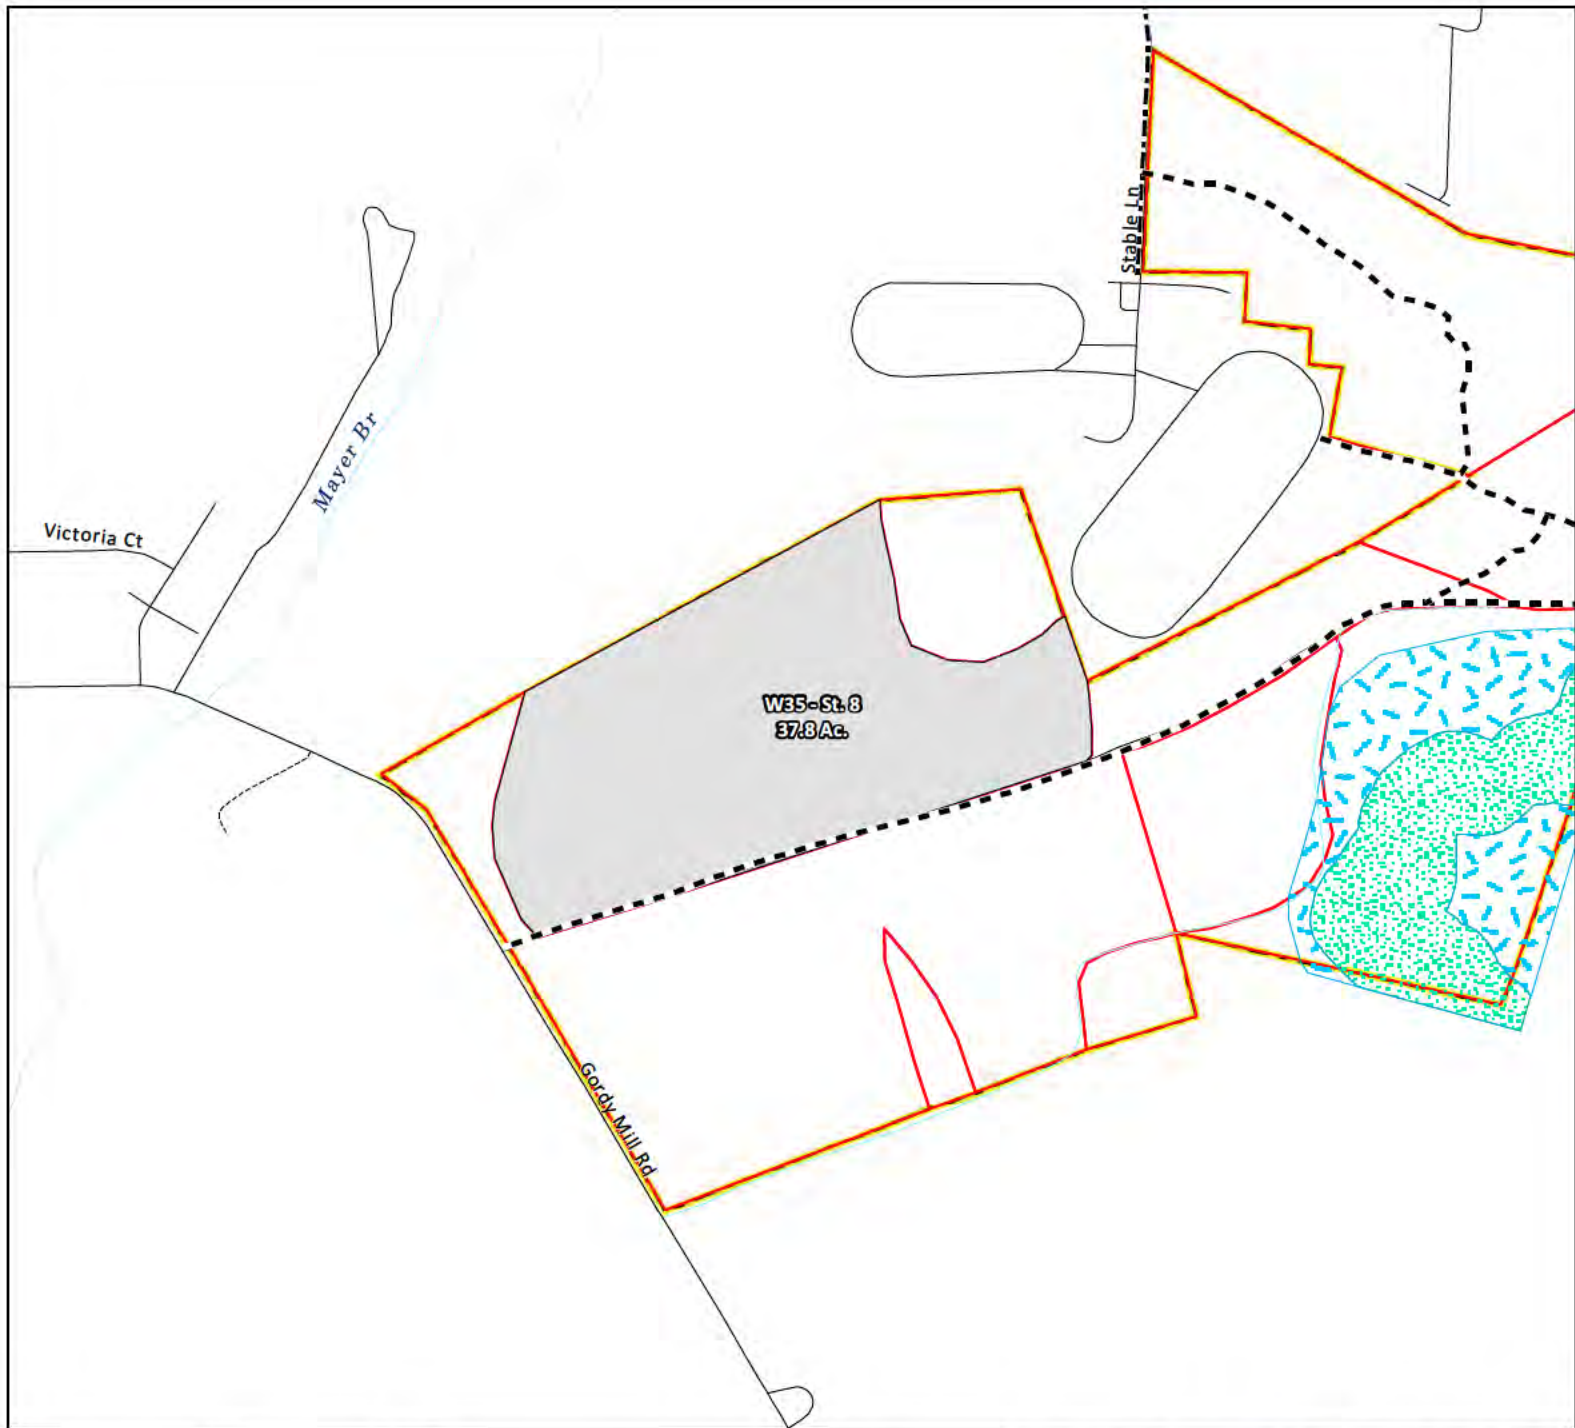 Stable Ln
Mayer Br
Victoria Ct
W35 - St. 8
37.8 Ac.
Gordy Mill Rd